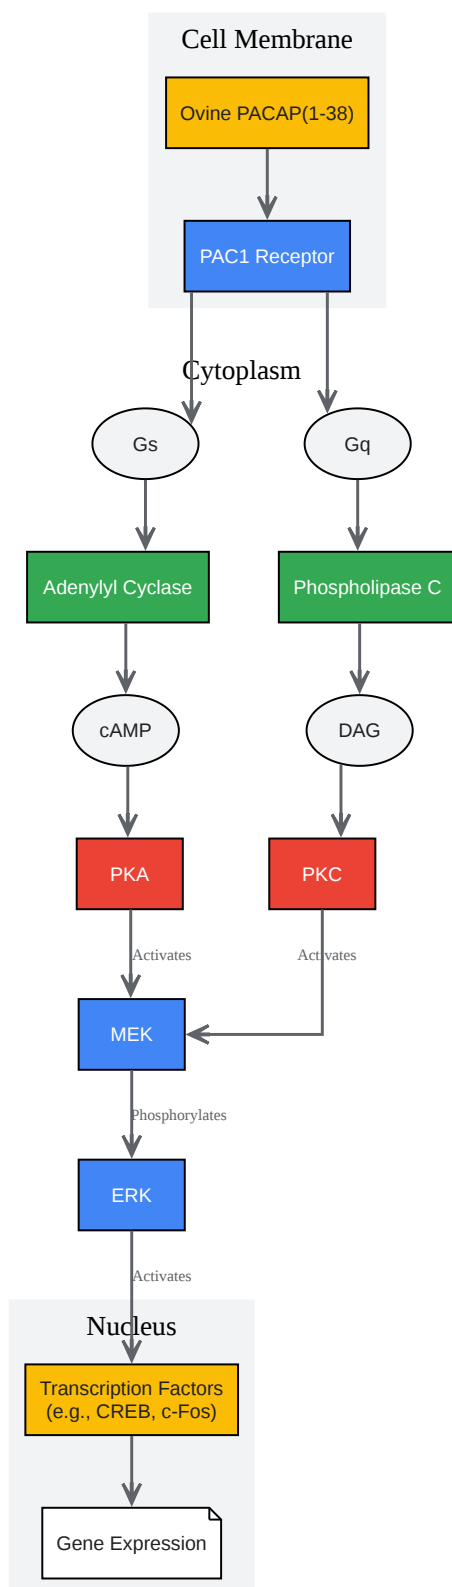 Cell Membrane
Ovine PACAP(1-38)
PAC1 Receptor
Cytoplasm
Gs
Gq
Adenylyl Cyclase
Phospholipase C
cAMP
DAG
PKA
PKC
Activates
Activates
MEK
Phosphorylates
ERK
Activates
Nucleus
Transcription Factors
(e.g., CREB, c-Fos)
Gene Expression